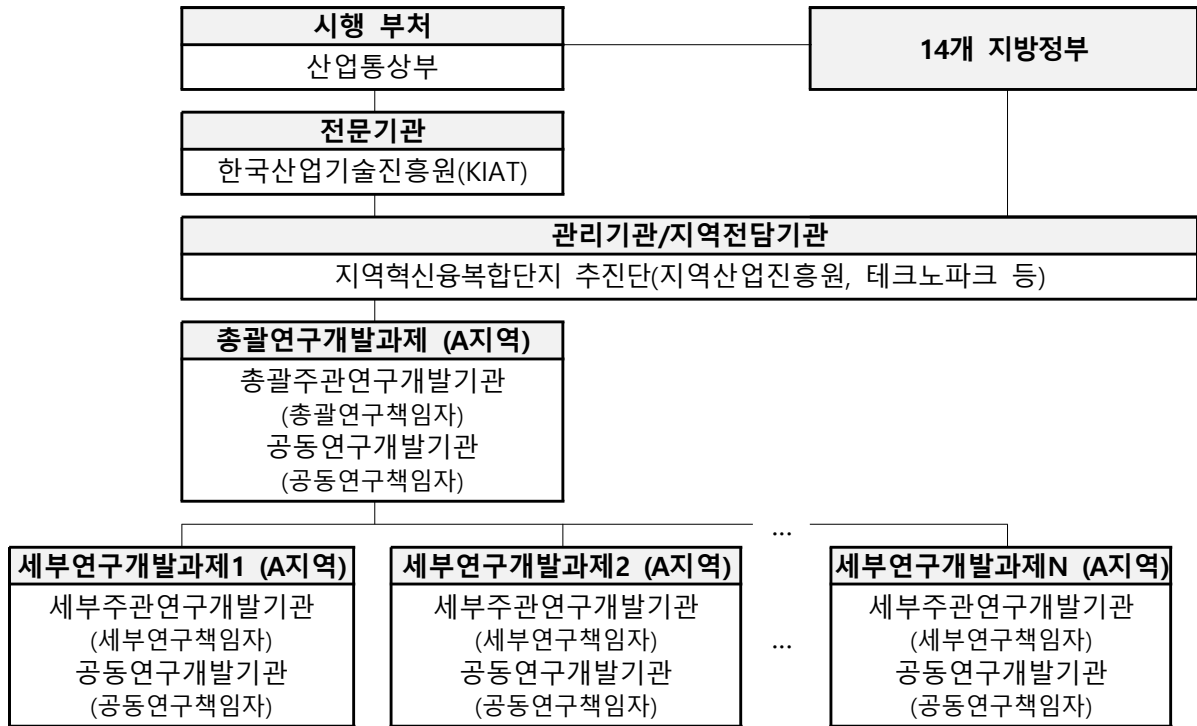 시행 부처
산업통상부
14개 지방정부
전문기관
한국산업기술진흥원(KIAT)
관리기관/지역전담기관
지역혁신융복합단지 추진단(지역산업진흥원, 테크노파크 등)
총괄연구개발과제 (A지역)
총괄주관연구개발기관
(총괄연구책임자)
공동연구개발기관
(공동연구책임자)
...
세부연구개발과제1 (A지역)
세부주관연구개발기관
(세부연구책임자)
공동연구개발기관
(공동연구책임자)
세부연구개발과제2 (A지역)
세부주관연구개발기관
(세부연구책임자)
공동연구개발기관
(공동연구책임자)
...
세부연구개발과제N (A지역)
세부주관연구개발기관
(세부연구책임자)
공동연구개발기관
(공동연구책임자)